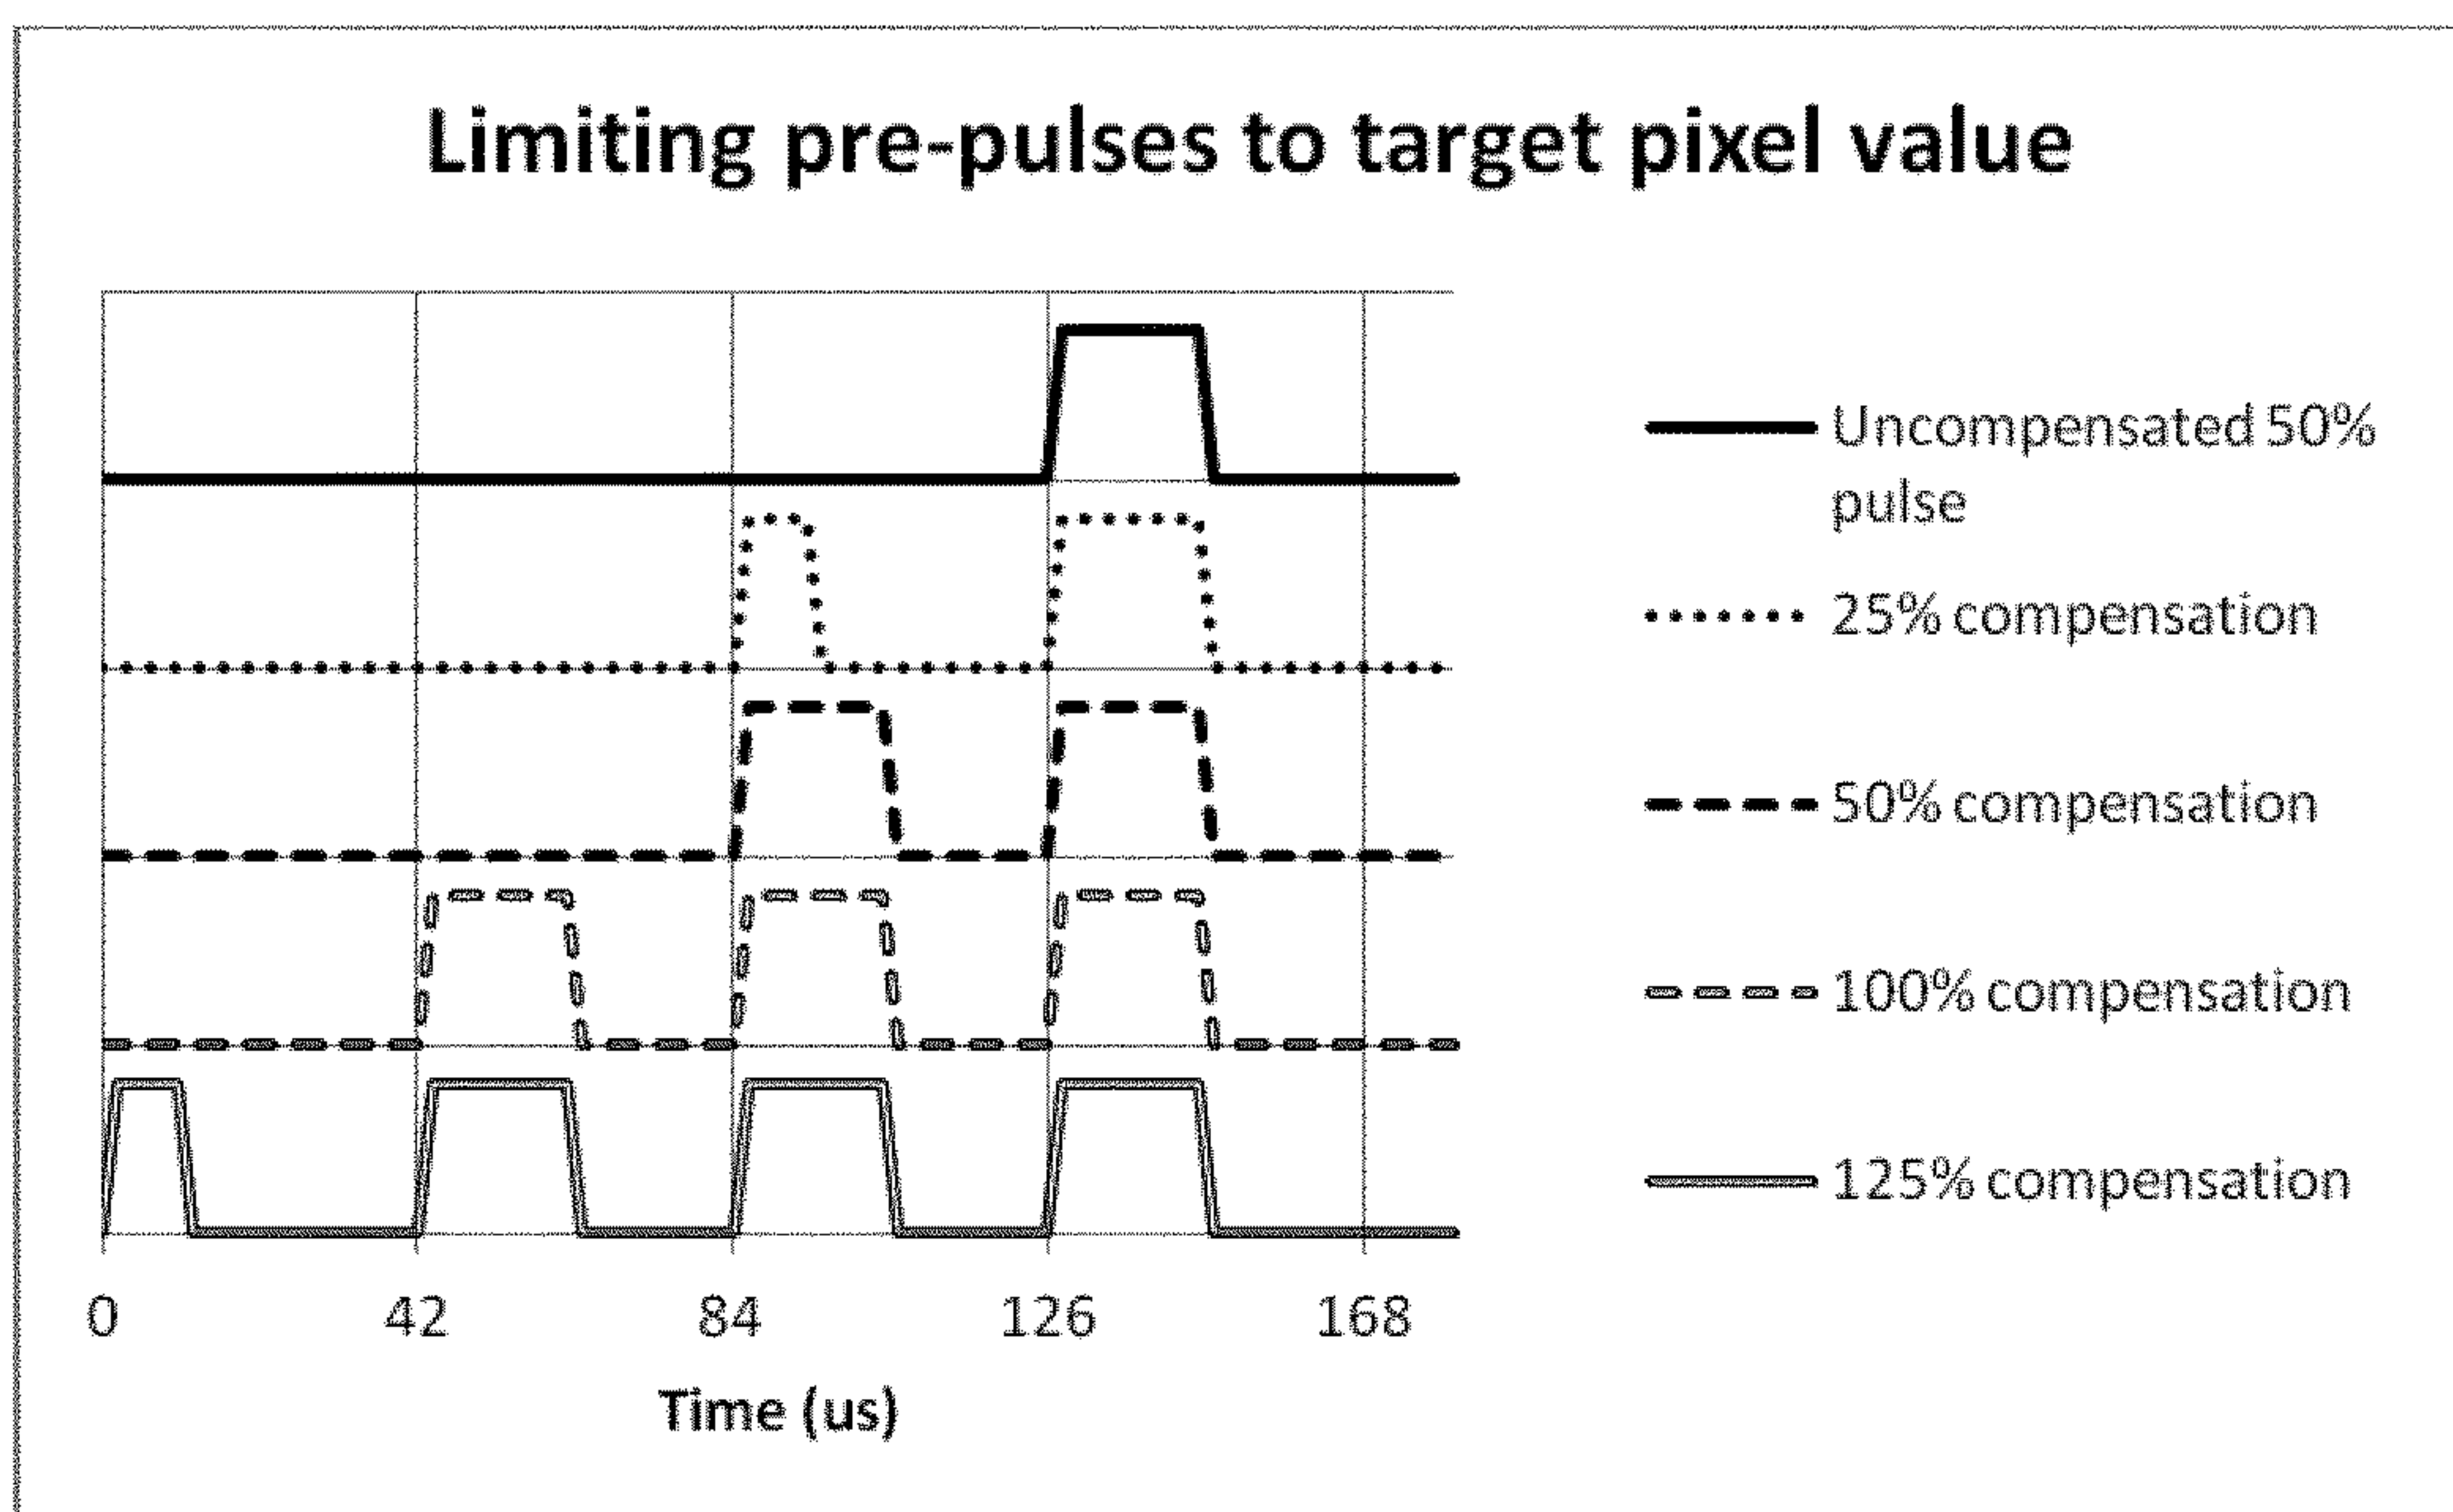 Limiting pre-pulses to target pixel value
Uncompensated 50%
pulse
25% compensation
50% compensation
100% compensation
125% compensation
0 42 84 126 168
Time (us)